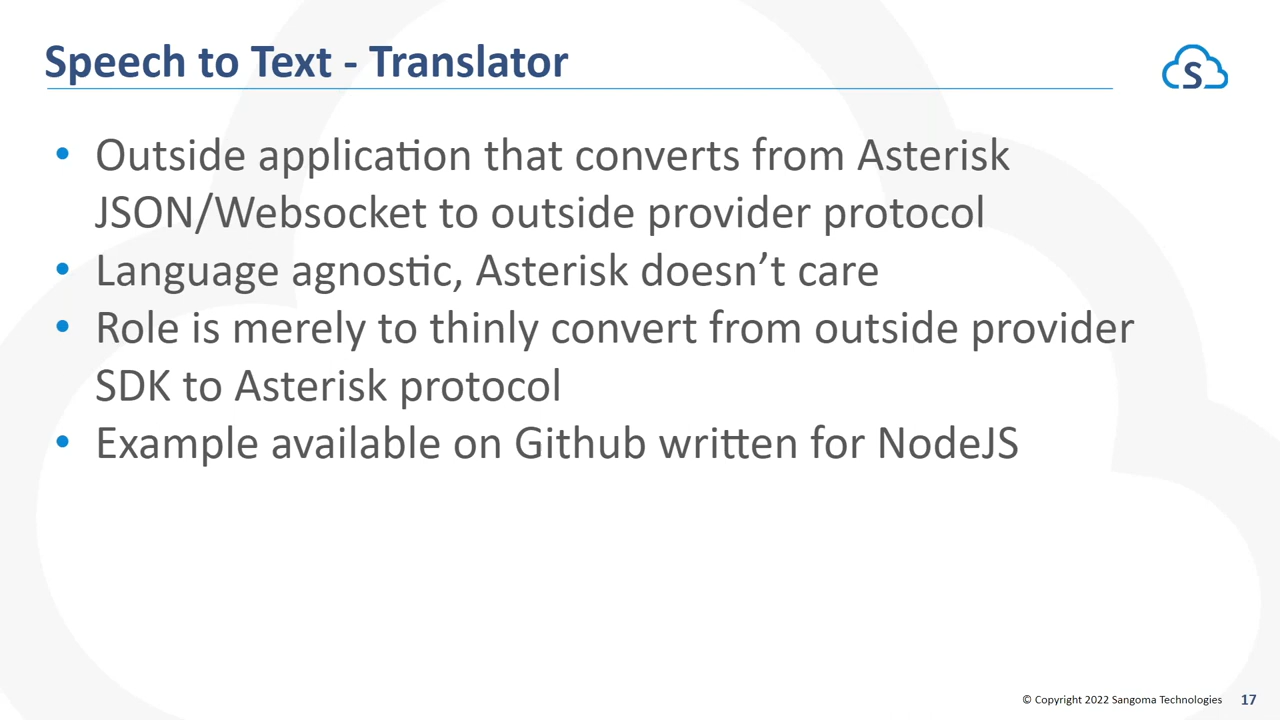 Speech to Text - Translator
S
• Outside application that converts from Asterisk
JSON/Websocket to outside provider protocol
• Language agnostic, Asterisk doesn’t care
• Role is merely to thinly convert from outside provider
SDK to Asterisk protocol
• Example available on Github written for NodeJS
© Copyright 2022 Sangoma Technologies 17